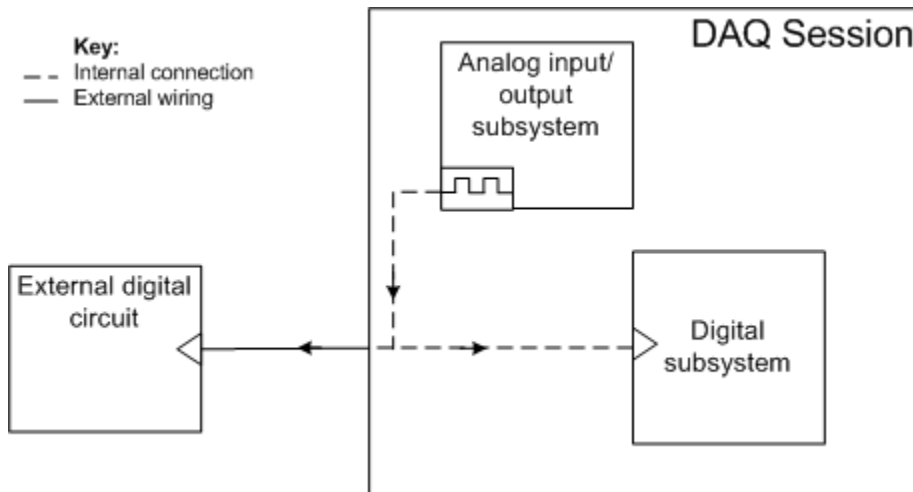 DAQ Session
Key:
Internal connection
External wiring
Analog input/
output
subsystem
External digital
circuit
Digital
subsystem